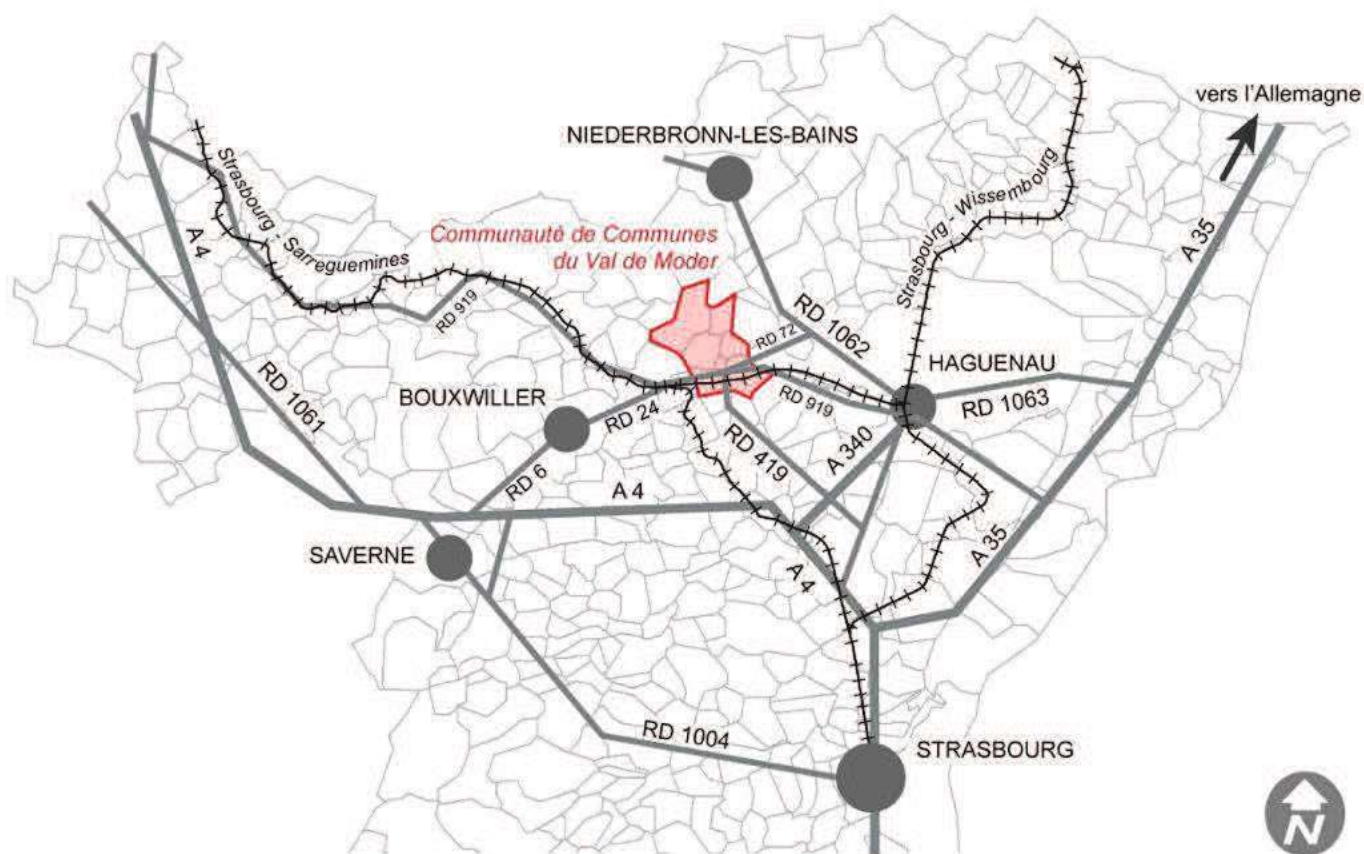 vers l'Allemagne
NIEDERBRONN-LES-BAINS
Strasbourg - Sarreguemines
Strasbourg - Wissembourg
A 4
Communauté de Communes
du Val de Moder
A 35
RD 919
RD 72
RD 1062
HAGUENAU
RD 1061
BOUXWILLER
RD 24
RD 919
RD 1063
RD 419
A 340
RD 6
A 4
SAVERNE
A 4
A 35
RD 1004
STRASBOURG
N